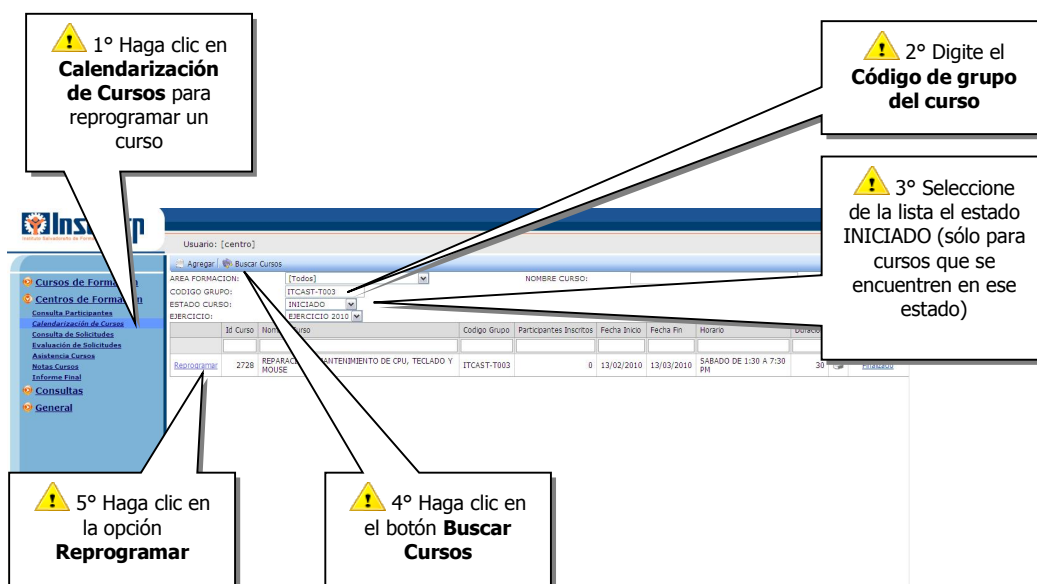 1° Haga clic en
Calendarización
de Cursos para
reprogramar un
curso
2° Digite el
Código de grupo
del curso
3° Seleccione
de la lista el estado
INICIADO (sólo para
cursos que se
encuentren en ese
estado)
Usuario: [centro]
Agregar Buscar Cursos
AREA FORMACION: [Todos] NOMBRE CURSO:
CODIGO GRUPO: ITCAST-T003
ESTADO CURSO: INICIADO
EJERCICIO: EJERCICIO 2010
Cursos de
Centros de
Consulta Participantes
Calendarización de Cursos
Consulta de Solicitudes
Evaluación de Solicitudes
Asistencia Cursos
Notas Cursos
Informe Final
Consultas
General
Id Curso Codigo Grupo Participantes Inscritos Fecha Inicio Fecha Fin Horario
Reprogramar 2728 MANTENIMIENTO DE CPU, TECLADO Y ITCAST-T003 0 13/02/2010 13/03/2010 SABADO DE 1:30 A 7:30 30
MOUSE PM
5° Haga clic en
la opción
Reprogramar
4° Haga clic en
el botón Buscar
Cursos